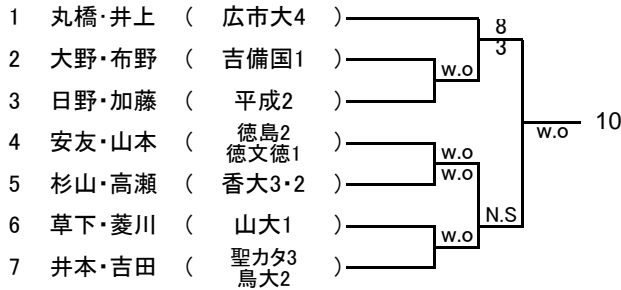 1 丸橋・井上 ( 広市大4 )
8
3
2 大野・布野 ( 吉備国1 )
w.o
3 日野・加藤 ( 平成2 )
w.o 10
4 安友・山本 ( 徳島2 徳文徳1 )
w.o
w.o
5 杉山・高瀬 ( 香大3・2 )
N.S
6 草下・菱川 ( 山大1 )
w.o
7 井本・吉田 ( 聖カタ3 鳥大2 )